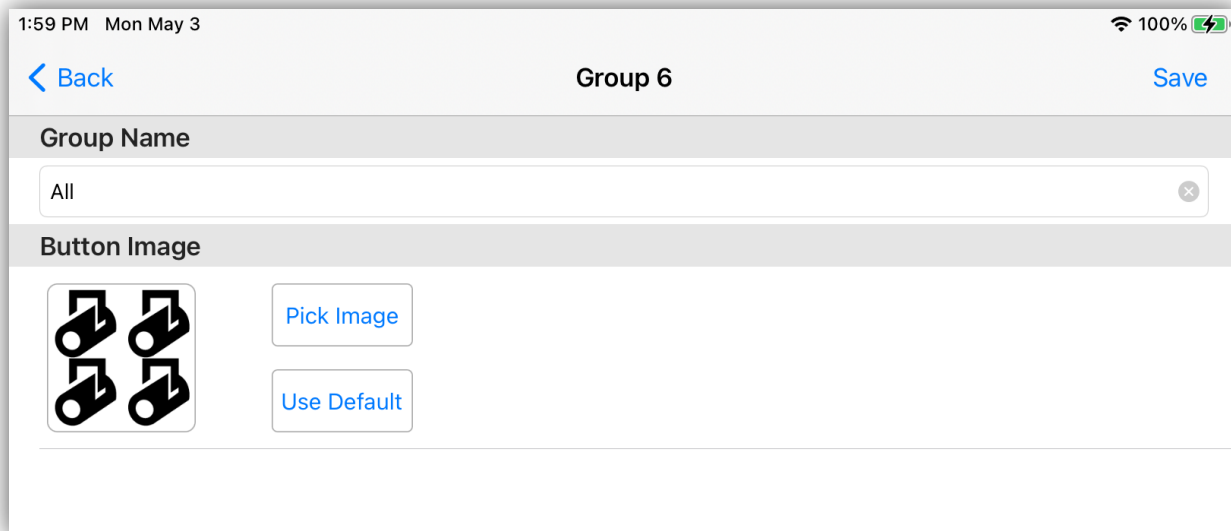 1:59 PM Mon May 3 100%
Back Group 6 Save
Group Name
All
Button Image
Pick Image
Use Default